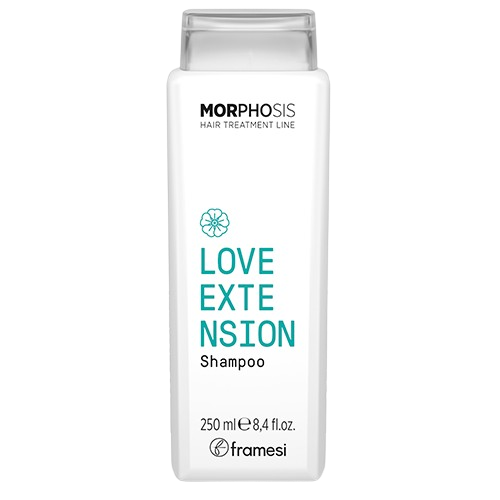 MORPHOSIS
HAIR TREATMENT LINE
LOVE
EXTE
NSION
Shampoo
250 ml ℮ 8,4 fl.oz.
framesi